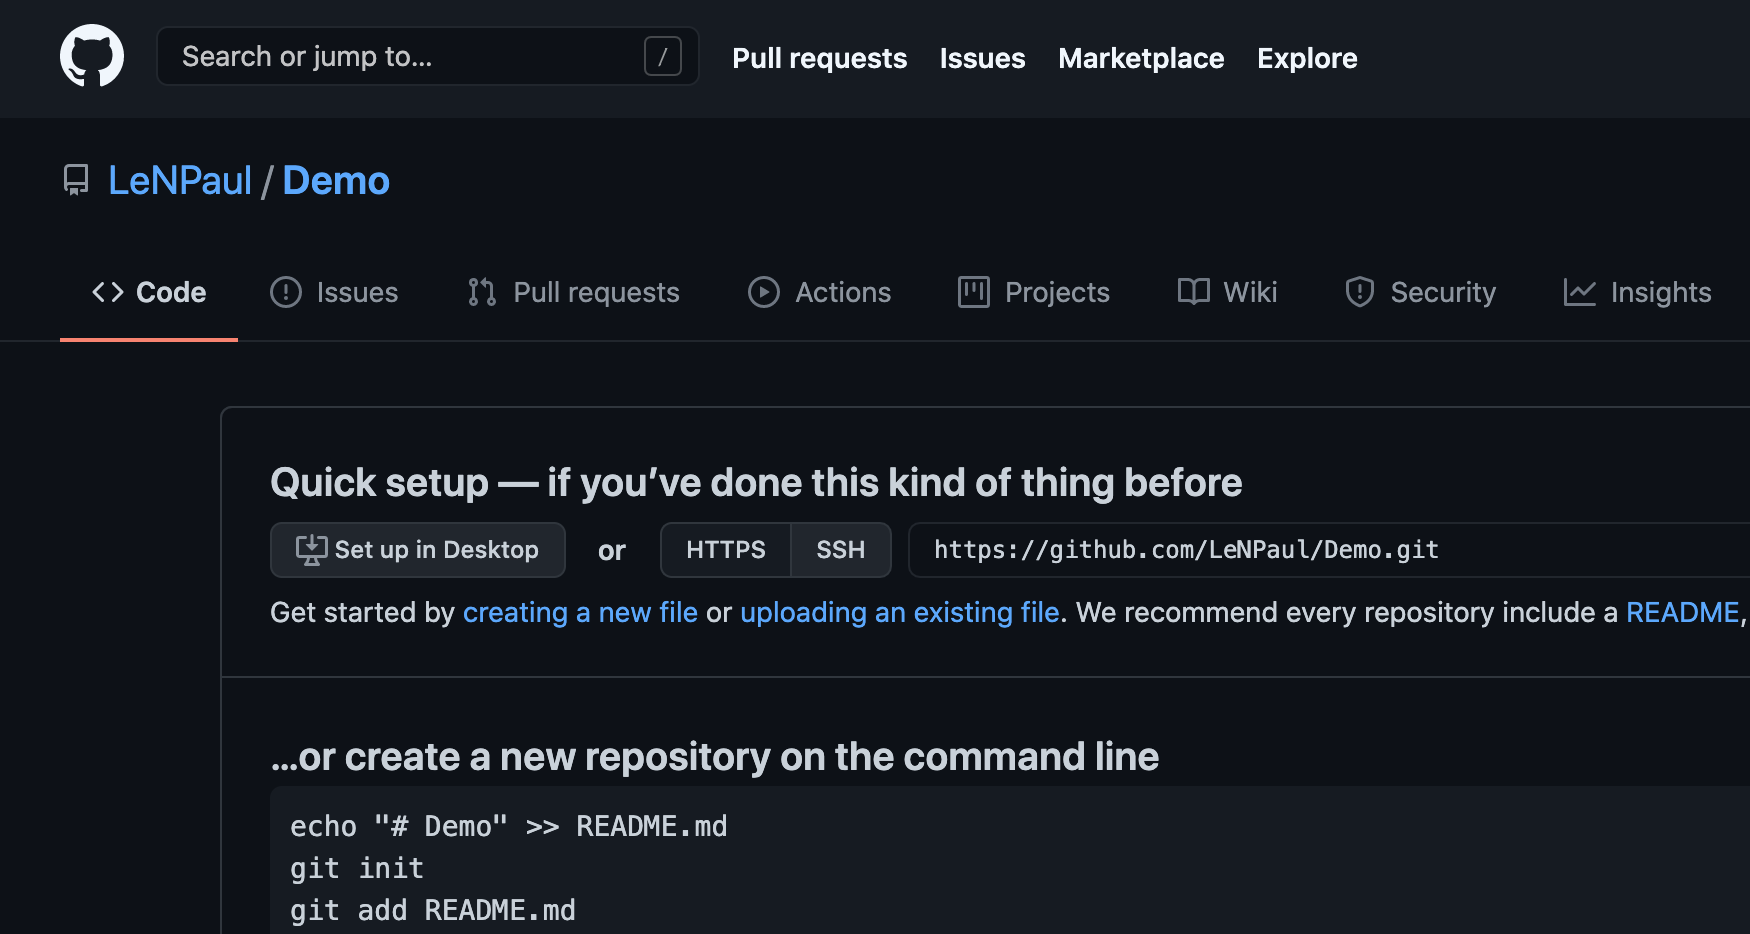 Search or jump to... / Pull requests Issues Marketplace Explore
LeNPaul / Demo
Code Issues Pull requests Actions Projects Wiki Security Insights
Quick setup — if you’ve done this kind of thing before
Set up in Desktop or HTTPS SSH https://github.com/LeNPaul/Demo.git
Get started by creating a new file or uploading an existing file. We recommend every repository include a README,
…or create a new repository on the command line
echo "# Demo" >> README.md
git init
git add README.md